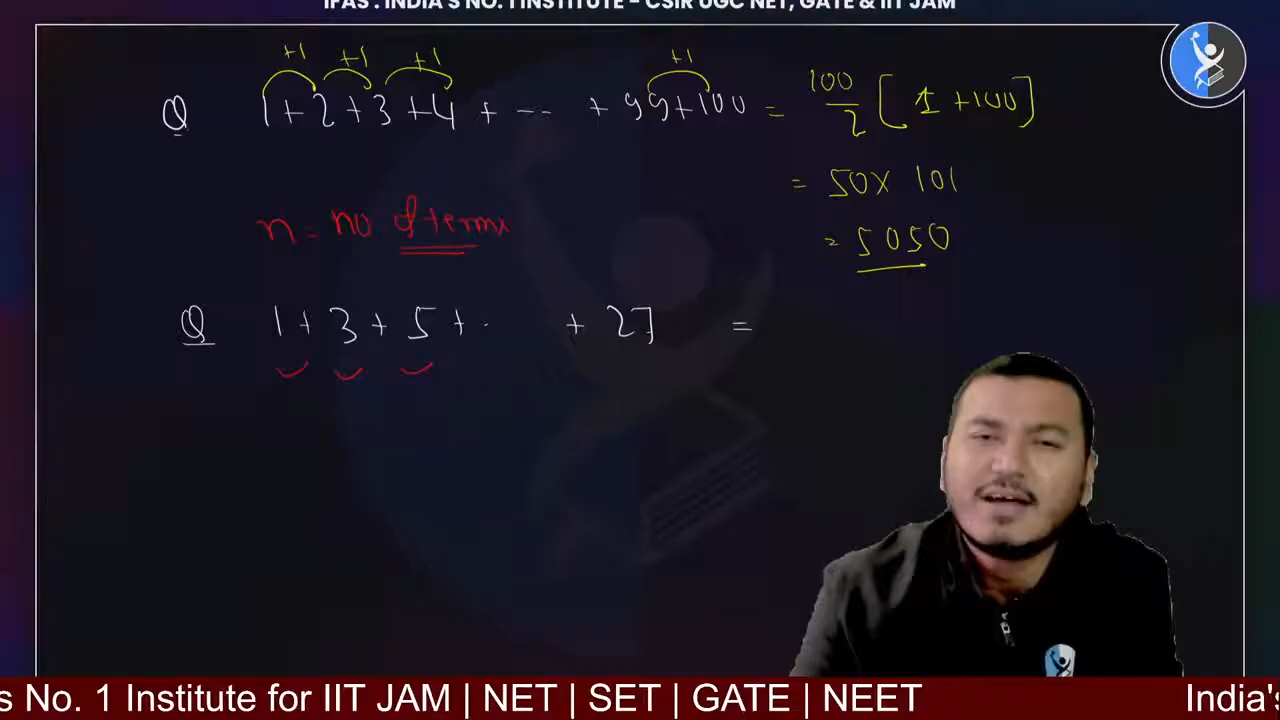 IFAS : INDIA'S NO. 1 INSTITUTE - CSIR UGC NET, GATE & IIT JAM
+1 +1 +1 +1
Q 1+2+3+4 + --- + 99+100 = 100/2 [1+100]
= 50× 101
n = no of terms
= 5050
Q 1+ 3 + 5 + - + 27 =
s No. 1 Institute for IIT JAM | NET | SET | GATE | NEET India's